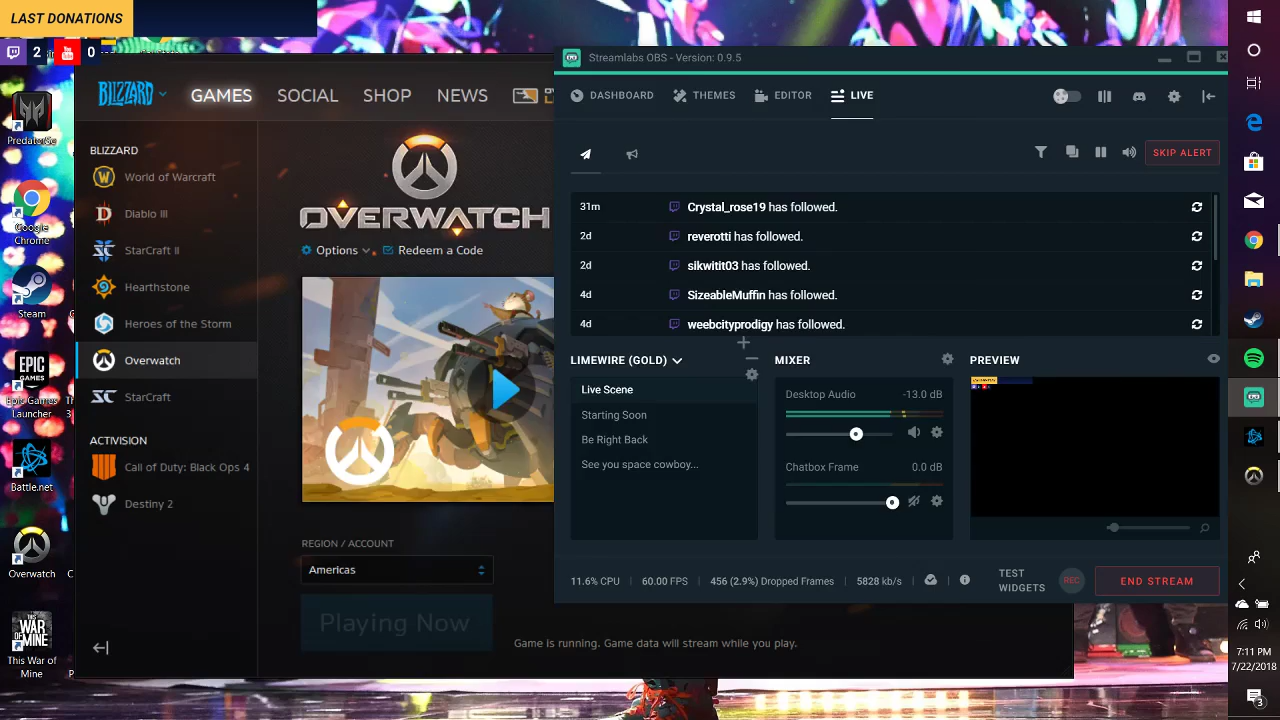 LAST DONATIONS
2
You
Tube
0
PredatorSe...
Google
Chrome
Steam
EPIC
GAMES
Epic Games
Launcher
Battle.net
Overwatch
THIS
WAR
OF MINE
This War of
Mine
BLIZZARD
GAMES
SOCIAL
SHOP
NEWS
BLIZZARD
World of Warcraft
Diablo III
StarCraft II
Hearthstone
Heroes of the Storm
Overwatch
StarCraft
ACTIVISION
Call of Duty: Black Ops 4
Destiny 2
OVERWATCH
Options
Redeem a Code
REGION / ACCOUNT
Americas
Playing Now
Game is running. Game data will stream while you play.
Streamlabs OBS - Version: 0.9.5
DASHBOARD
THEMES
EDITOR
LIVE
SKIP ALERT
31m Crystal_rose19 has followed.
2d reverotti has followed.
2d sikwitit03 has followed.
4d SizeableMuffin has followed.
4d weebcityprodigy has followed.
LIMEWIRE (GOLD)
Live Scene
Starting Soon
Be Right Back
See you space cowboy...
MIXER
Desktop Audio -13.0 dB
Chatbox Frame 0.0 dB
PREVIEW
11.6% CPU | 60.00 FPS | 456 (2.9%) Dropped Frames | 5828 kb/s
TEST
WIDGETS
REC
END STREAM
7:11 PM
7/22/2018